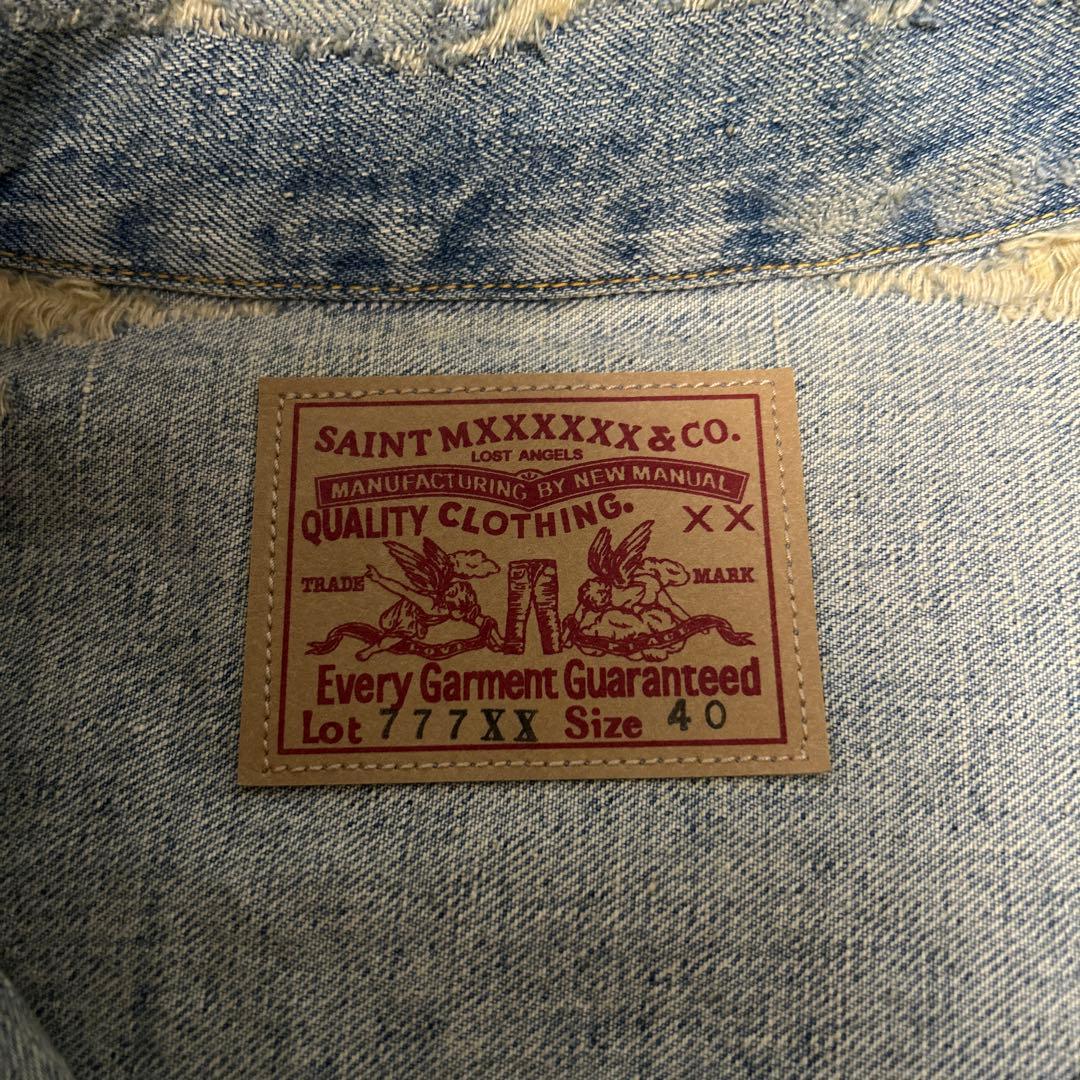 SAINT MXXXXXX & CO.
LOST ANGELS
MANUFACTURING BY NEW MANUAL
QUALITY CLOTHING. XX
TRADE MARK
Every Garment Guaranteed
Lot 777XX Size 40